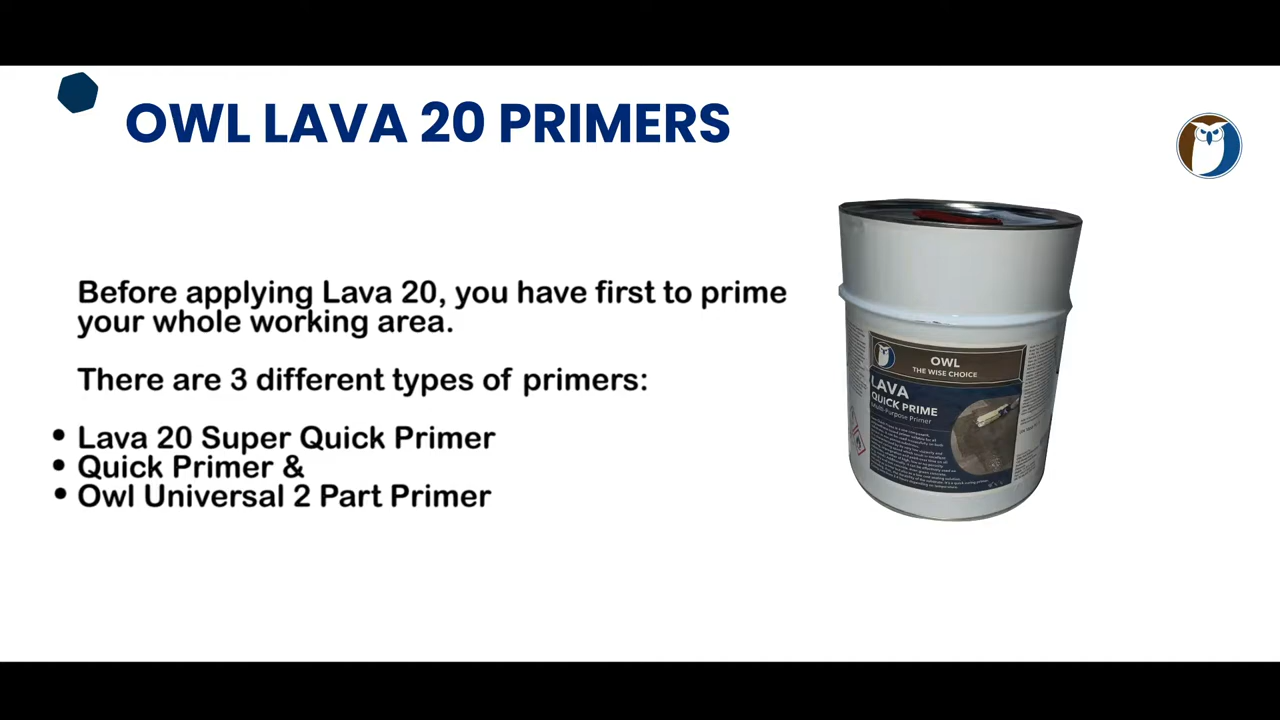 OWL LAVA 20 PRIMERS
Before applying Lava 20, you have first to prime
your whole working area.
There are 3 different types of primers:
• Lava 20 Super Quick Primer
• Quick Primer &
• Owl Universal 2 Part Primer
OWL
THE WISE CHOICE
LAVA
QUICK PRIME
Multi-Purpose Primer